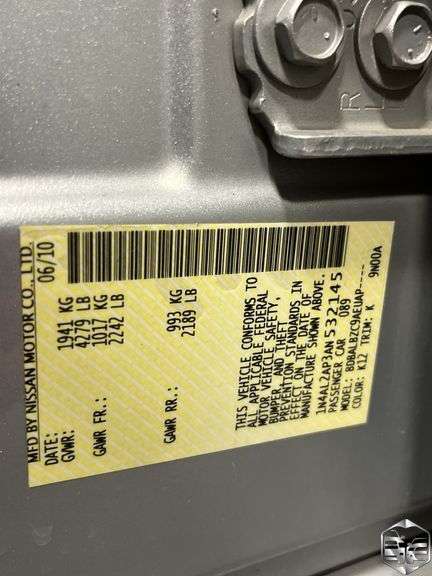 MFD BY NISSAN MOTOR CO., LTD.
DATE: 06/10
GVWR: 1941 KG
4279 LB
GAWR FR.: 1017 KG
2242 LB
GAWR RR.: 993 KG
2189 LB
THIS VEHICLE CONFORMS TO
ALL APPLICABLE FEDERAL
MOTOR VEHICLE SAFETY,
BUMPER, AND THEFT
PREVENTION STANDARDS IN
EFFECT ON THE DATE OF
MANUFACTURE SHOWN ABOVE.
1N4AL2AP3AN532145
PASSENGER CAR 089
MODEL: BDBALBZC9AEUAP----
9N00A
COLOR: K12 TRIM: K
R
L